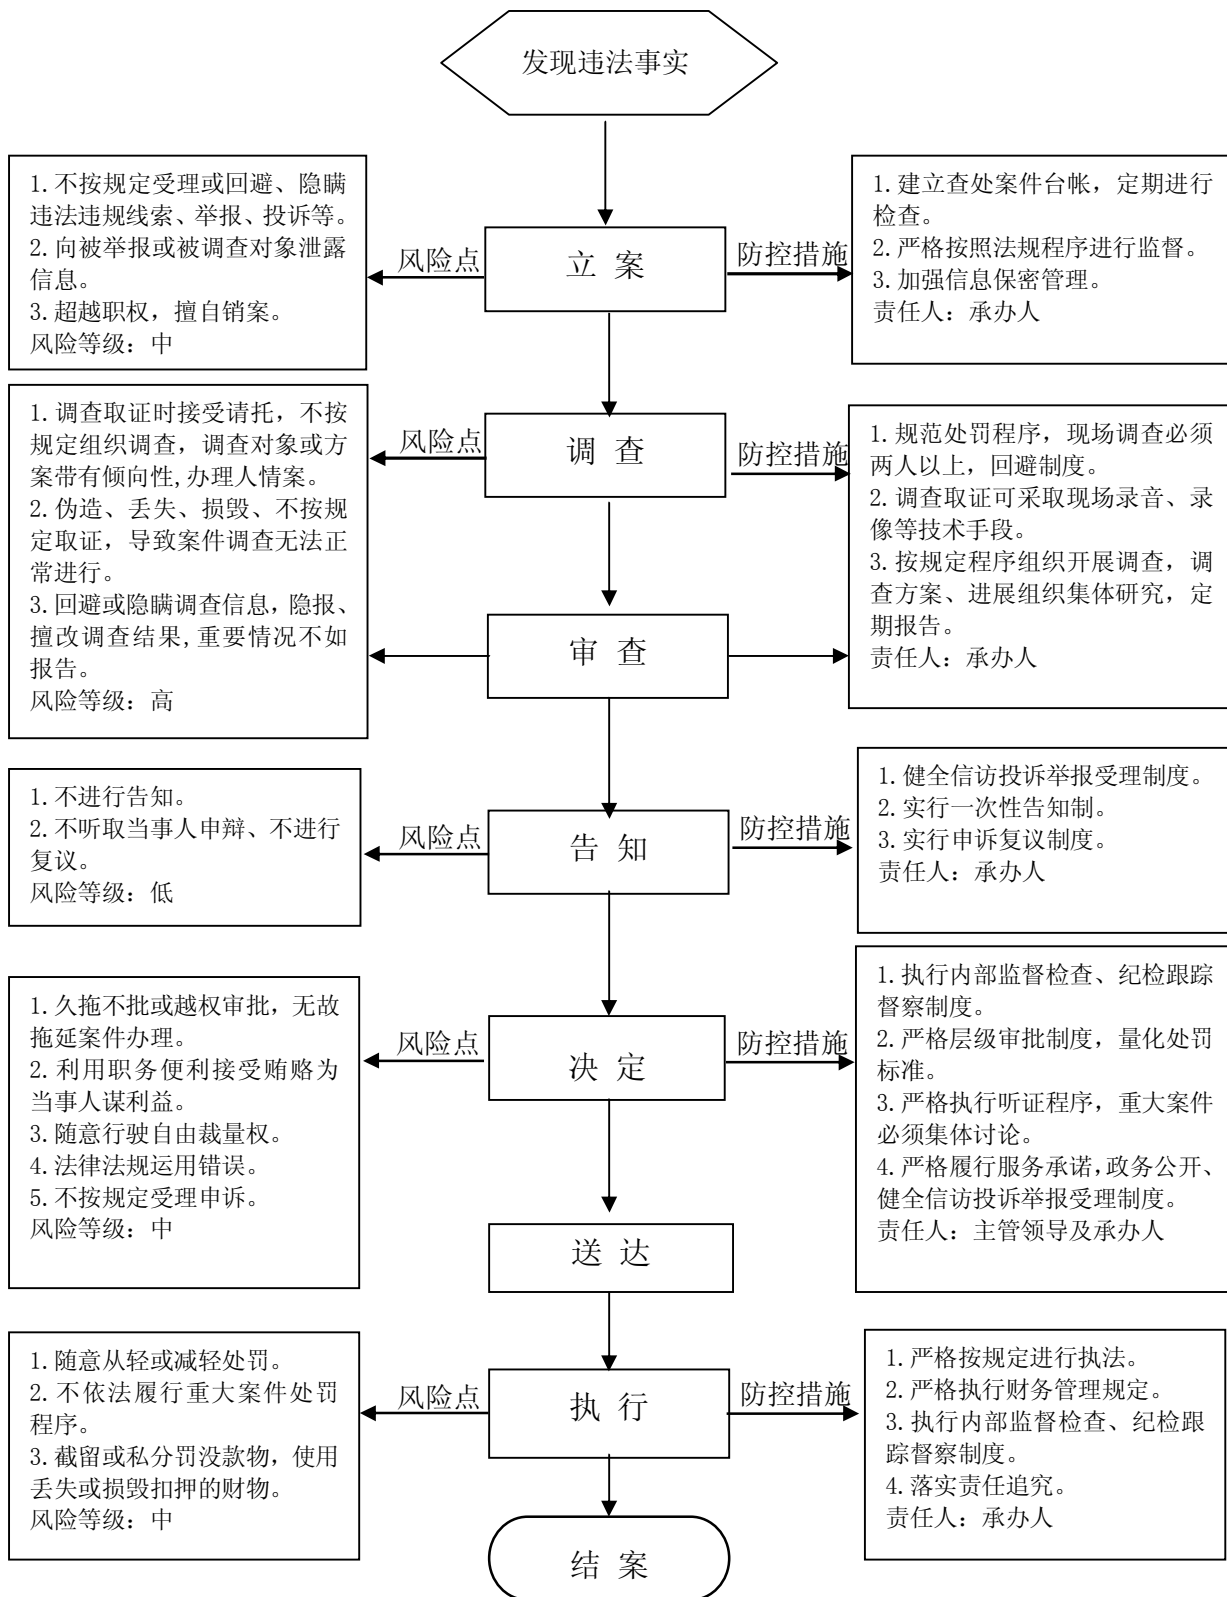 发现违法事实
1.不按规定受理或回避、隐瞒
违法违规线索、举报、投诉等。
2.向被举报或被调查对象泄露
信息。
3.超越职权，擅自销案。
风险等级：中
风险点
立 案
防控措施
1.建立查处案件台帐，定期进行
检查。
2.严格按照法规程序进行监督。
3.加强信息保密管理。
责任人：承办人
1.调查取证时接受请托，不按
规定组织调查，调查对象或方
案带有倾向性,办理人情案。
2.伪造、丢失、损毁、不按规
定取证，导致案件调查无法正
常进行。
3.回避或隐瞒调查信息，隐报、
擅改调查结果,重要情况不如
报告。
风险等级：高
风险点
调 查
防控措施
1.规范处罚程序，现场调查必须
两人以上，回避制度。
2.调查取证可采取现场录音、录
像等技术手段。
3.按规定程序组织开展调查，调
查方案、进展组织集体研究，定
期报告。
责任人：承办人
审 查
1.不进行告知。
2.不听取当事人申辩、不进行
复议。
风险等级：低
风险点
告 知
防控措施
1.健全信访投诉举报受理制度。
2.实行一次性告知制。
3.实行申诉复议制度。
责任人：承办人
1.久拖不批或越权审批，无故
拖延案件办理。
2.利用职务便利接受贿赂为
当事人谋利益。
3.随意行驶自由裁量权。
4.法律法规运用错误。
5.不按规定受理申诉。
风险等级：中
风险点
决 定
防控措施
1.执行内部监督检查、纪检跟踪
督察制度。
2.严格层级审批制度，量化处罚
标准。
3.严格执行听证程序，重大案件
必须集体讨论。
4.严格履行服务承诺，政务公开、
健全信访投诉举报受理制度。
责任人：主管领导及承办人
送 达
1.随意从轻或减轻处罚。
2.不依法履行重大案件处罚
程序。
3.截留或私分罚没款物，使用
丢失或损毁扣押的财物。
风险等级：中
风险点
执 行
防控措施
1.严格按规定进行执法。
2.严格执行财务管理规定。
3.执行内部监督检查、纪检跟
踪督察制度。
4.落实责任追究。
责任人：承办人
结 案